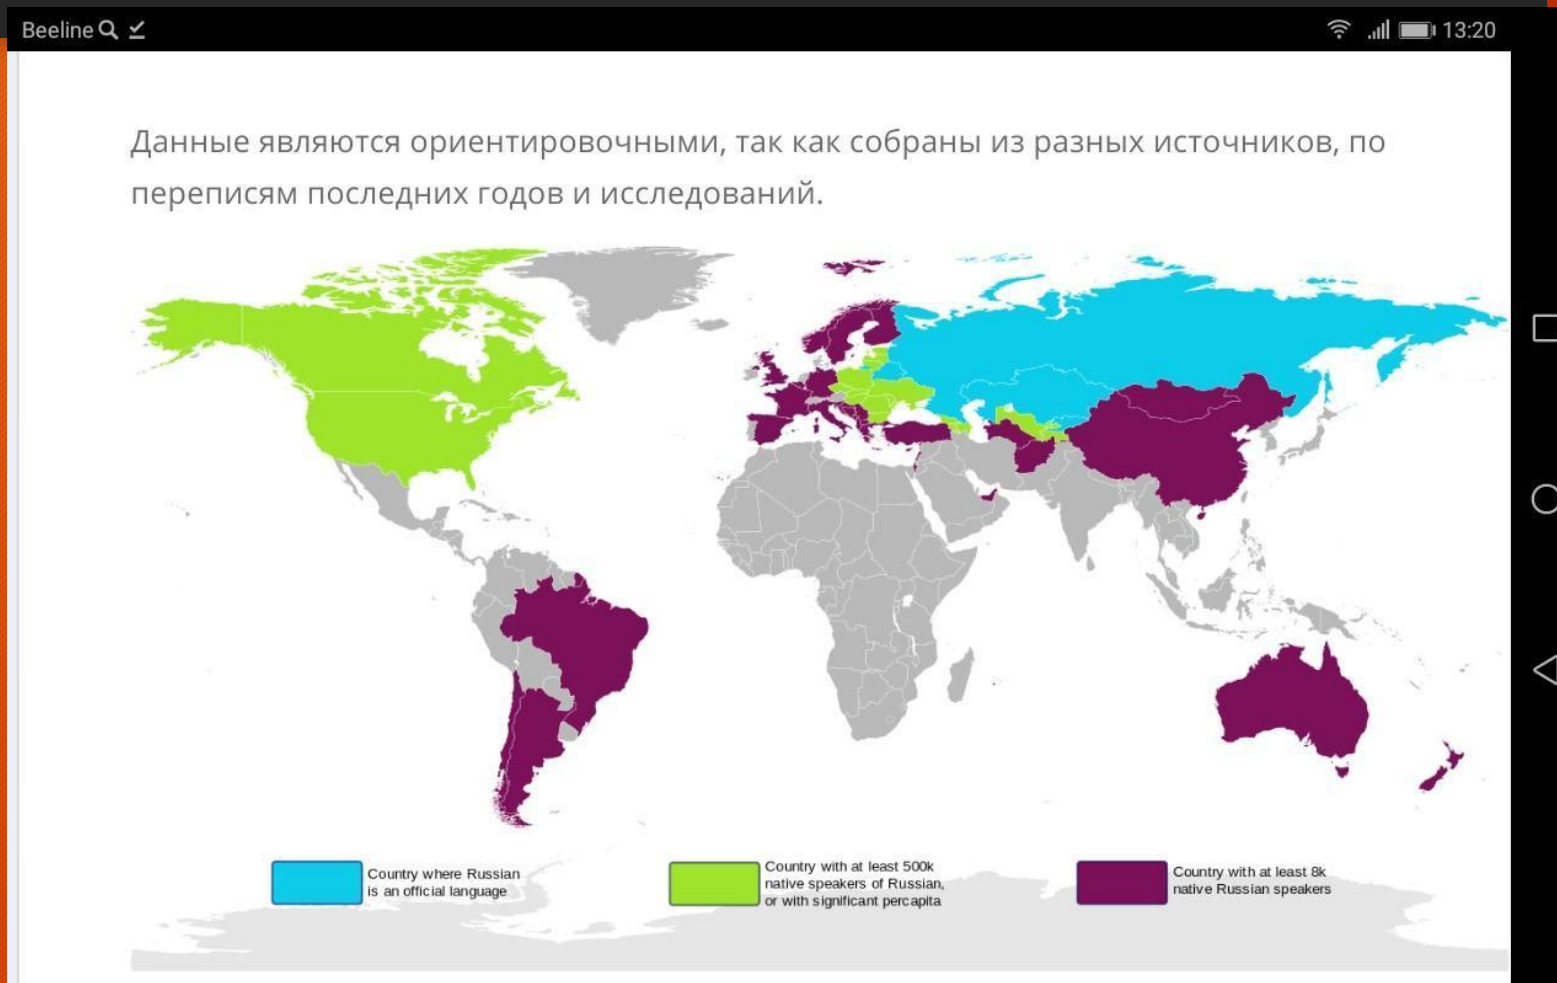 Beeline
13:20
Данные являются ориентировочными, так как собраны из разных источников, по
переписям последних годов и исследований.
Country where Russian
is an official language
Country with at least 500k
native speakers of Russian,
or with significant percapita
Country with at least 8k
native Russian speakers